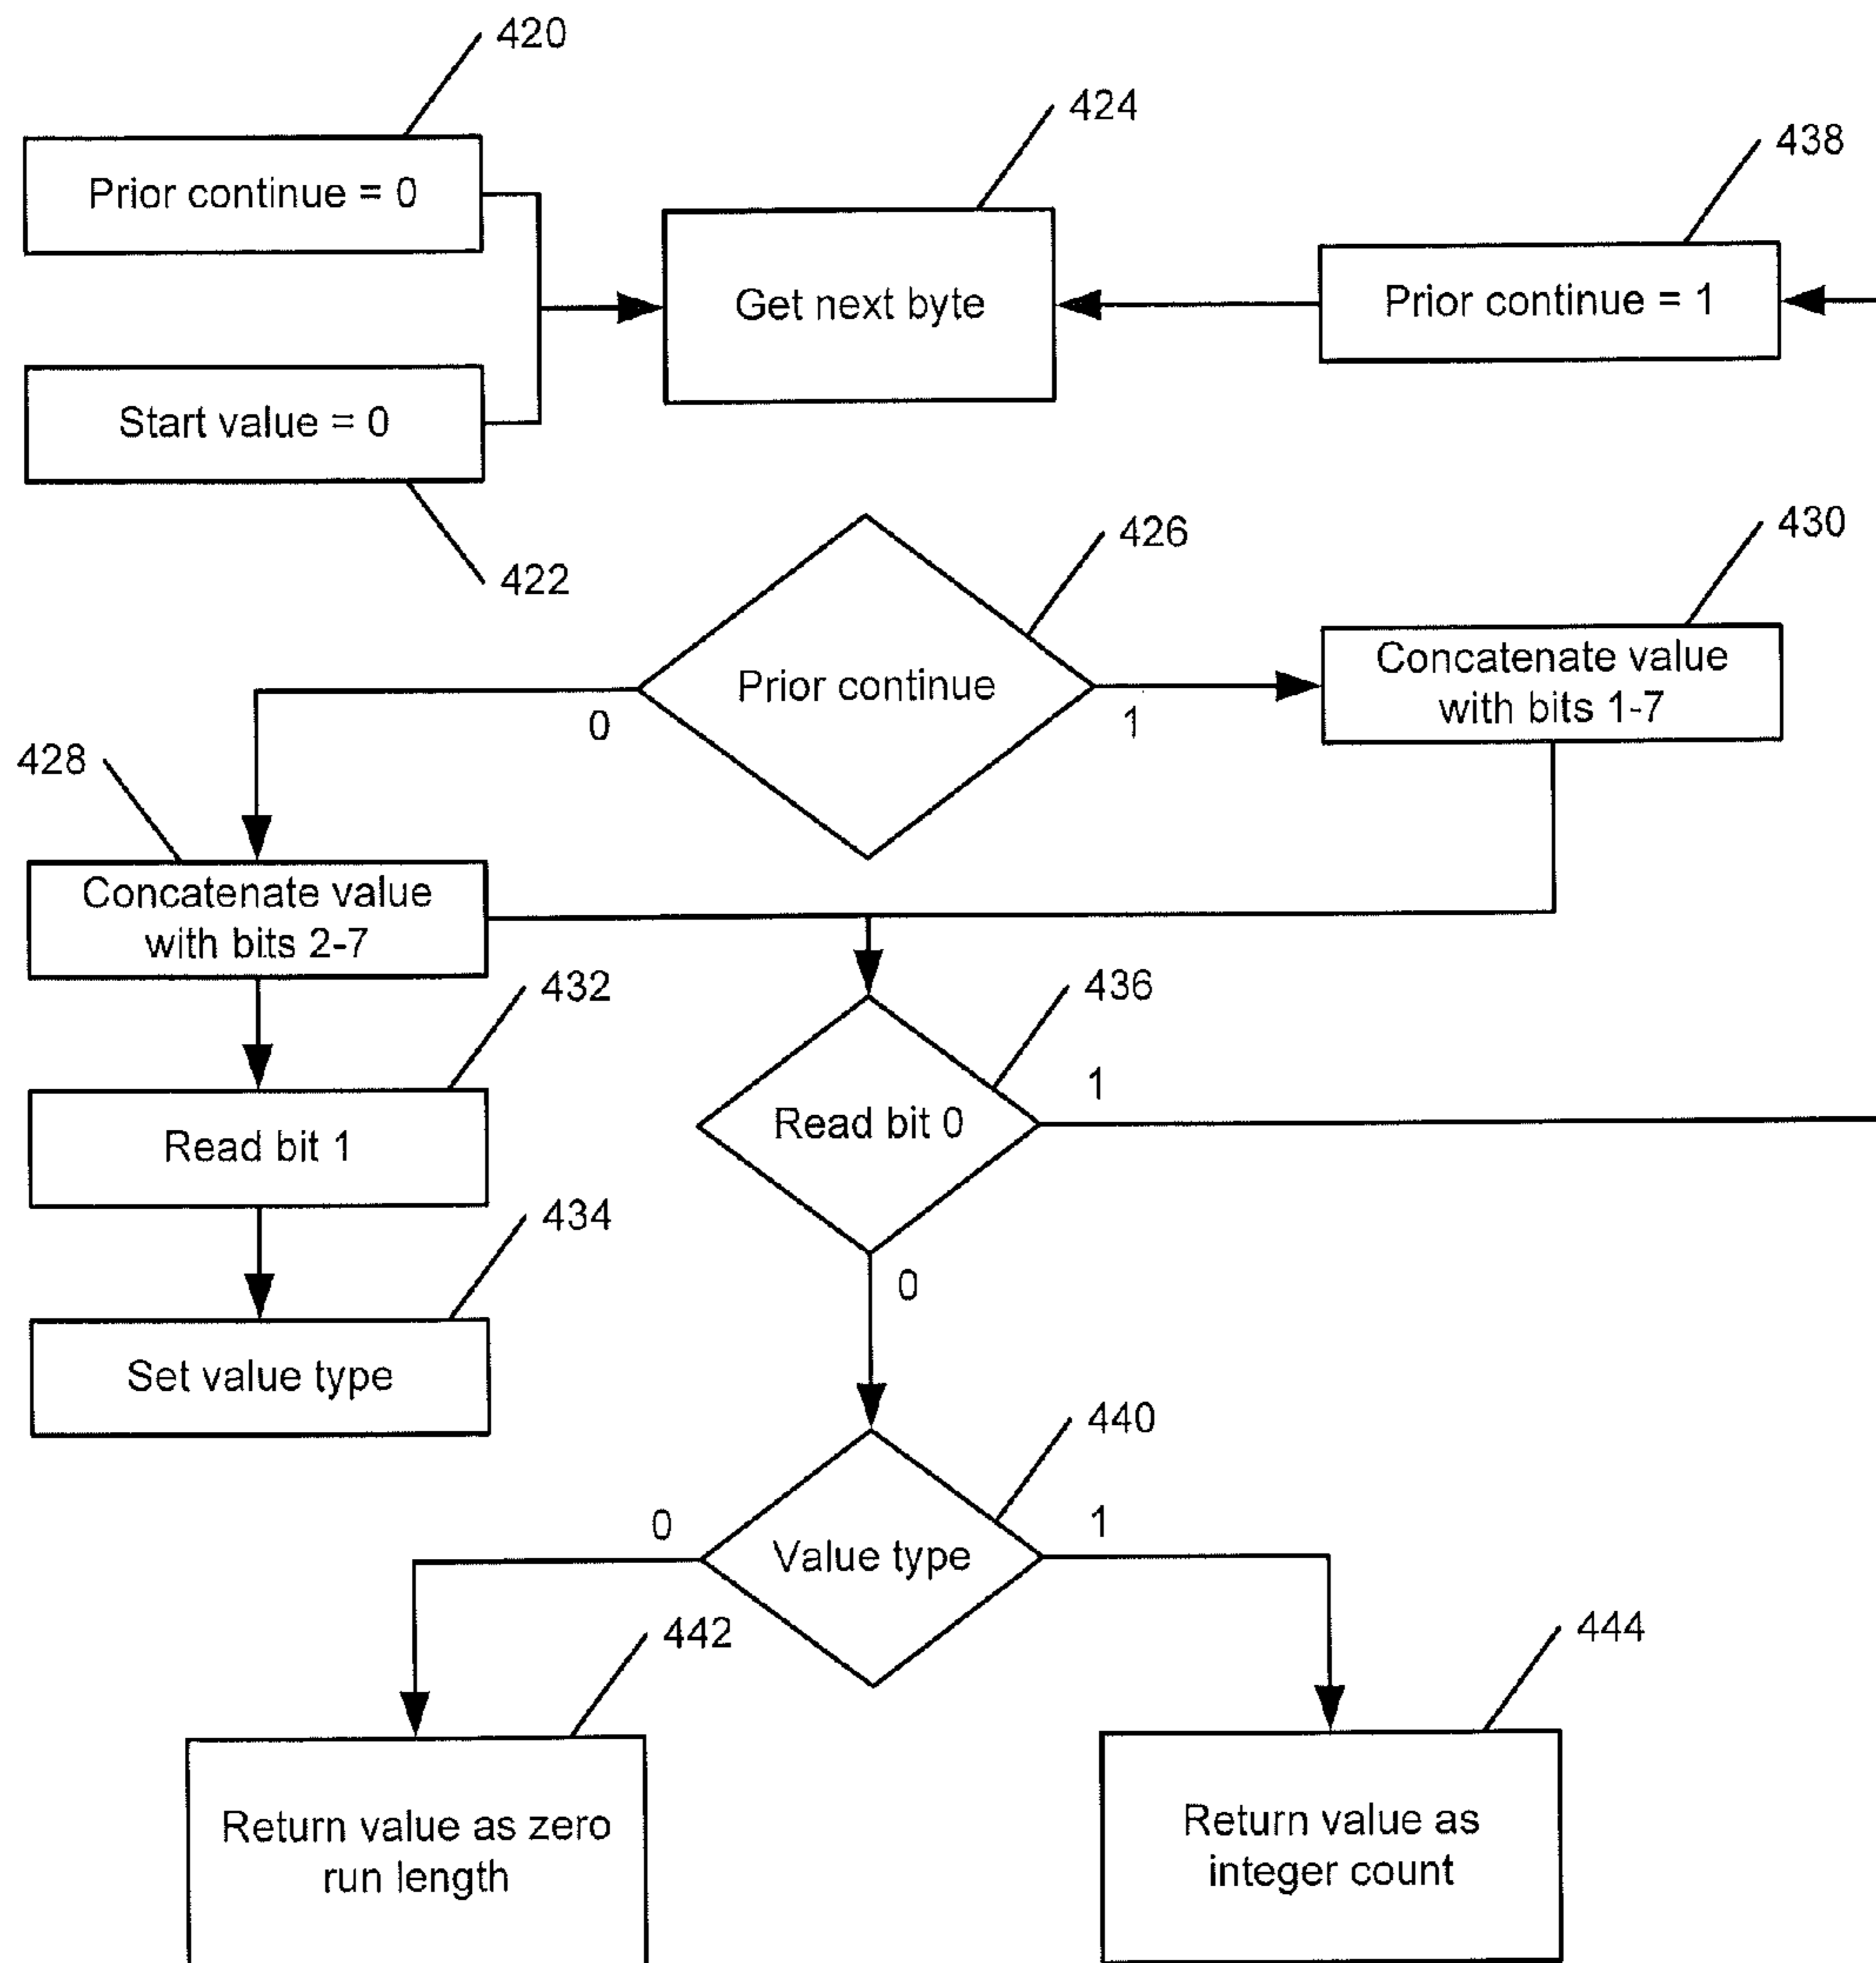 420
424
438
Prior continue = 0
Get next byte
Prior continue = 1
Start value = 0
422
426
430
Prior continue
Concatenate value
with bits 1-7
0
1
428
Concatenate value
with bits 2-7
432
436
Read bit 1
Read bit 0
1
434
0
Set value type
440
0
1
Value type
442
444
Return value as zero
run length
Return value as
integer count